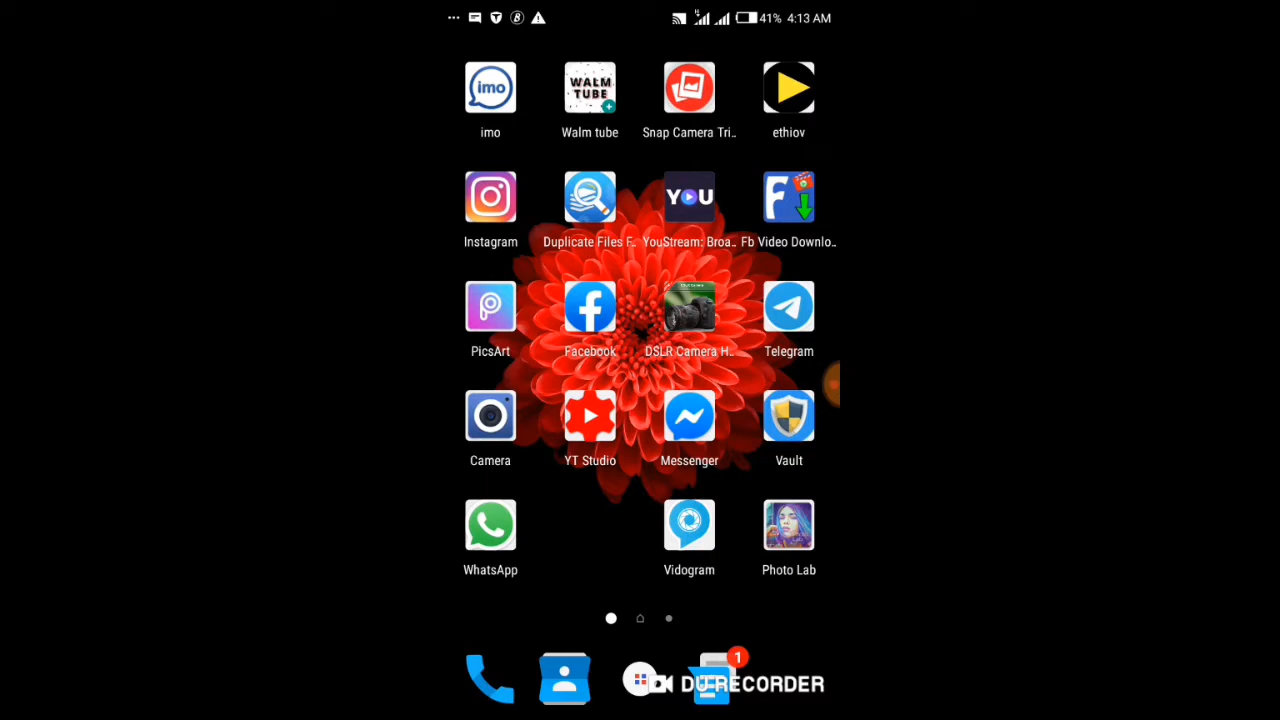 41% 4:13 AM
imo
WALM
TUBE
imo
Walm tube
Snap Camera Tri..
ethiov
YOU
F
Instagram
Duplicate Files F..
YouStream: Broa..
Fb Video Downlo..
PicsArt
Facebook
DSLR Camera H..
Telegram
Camera
YT Studio
Messenger
Vault
WhatsApp
Vidogram
Photo Lab
1
DU RECORDER